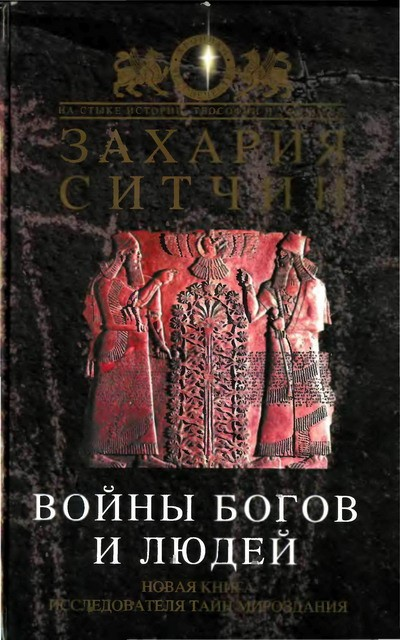 НА СТЫКЕ ИСТОРИИ, ФИЛОСОФИИ И
ЗАХАРИЯ
СИТЧИН
ВОЙНЫ БОГОВ
И ЛЮДЕЙ
НОВАЯ КНИГА
ИССЛЕДОВАТЕЛЯ ТАЙН МИРОЗДАНИЯ